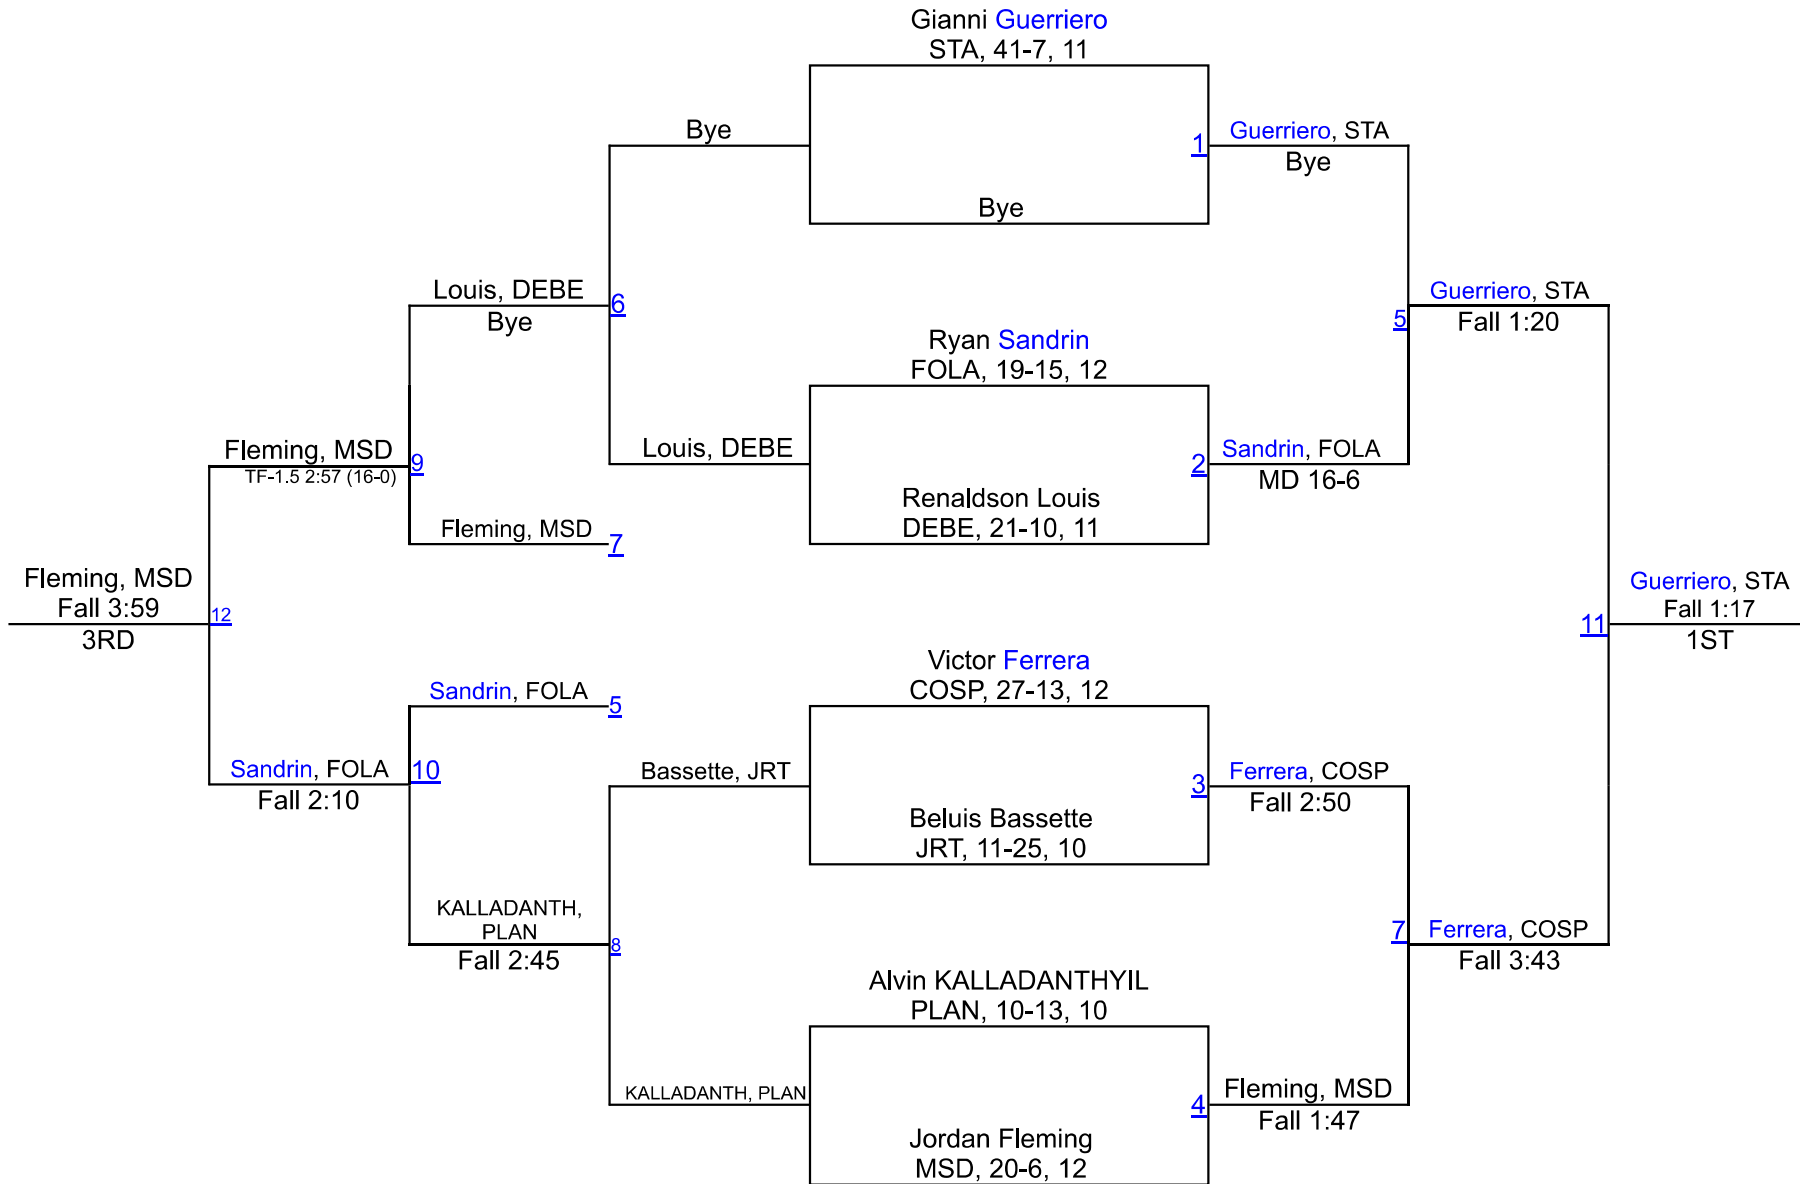 Gianni Guerriero
STA, 41-7, 11
Bye
1
Guerriero, STA
Bye
Bye
Louis, DEBE
Bye
6
Guerriero, STA
Fall 1:20
5
Ryan Sandrin
FOLA, 19-15, 12
Fleming, MSD
TF-1.5 2:57 (16-0)
9
Louis, DEBE
2
Sandrin, FOLA
MD 16-6
Renaldson Louis
DEBE, 21-10, 11
Fleming, MSD
7
Fleming, MSD
Fall 3:59
3RD
12
Guerriero, STA
Fall 1:17
1ST
11
Victor Ferrera
COSP, 27-13, 12
Sandrin, FOLA
5
Sandrin, FOLA
Fall 2:10
10
Bassette, JRT
3
Ferrera, COSP
Fall 2:50
Beluis Bassette
JRT, 11-25, 10
KALLADANTH,
PLAN
Fall 2:45
8
7
Ferrera, COSP
Fall 3:43
Alvin KALLADANTHYIL
PLAN, 10-13, 10
KALLADANTH, PLAN
4
Fleming, MSD
Fall 1:47
Jordan Fleming
MSD, 20-6, 12